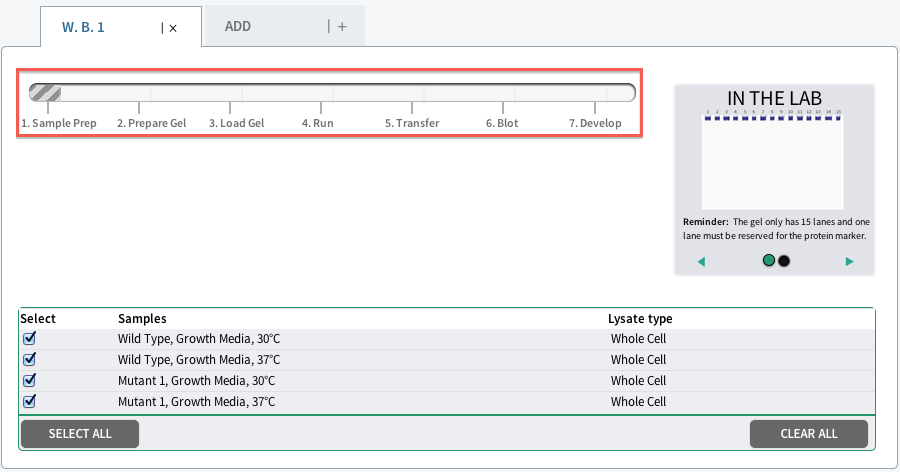 W. B. 1 | × ADD | +
1. Sample Prep 2. Prepare Gel 3. Load Gel 4. Run 5. Transfer 6. Blot 7. Develop
IN THE LAB
1 2 3 4 5 6 7 8 9 10 11 12 13 14 15
Reminder: The gel only has 15 lanes and one
lane must be reserved for the protein marker.
Select Samples Lysate type
Wild Type, Growth Media, 30°C Whole Cell
Wild Type, Growth Media, 37°C Whole Cell
Mutant 1, Growth Media, 30°C Whole Cell
Mutant 1, Growth Media, 37°C Whole Cell
SELECT ALL CLEAR ALL